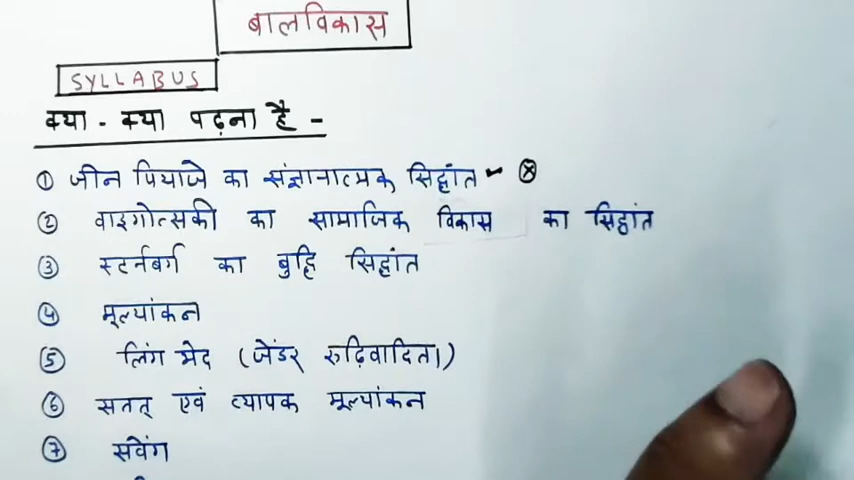 बालविकास
SYLLABUS
क्या - क्या पढ़ना है -
① जीन पियाजे का संज्ञानात्मक सिद्धांत -
② वाइगोत्सकी का सामाजिक विकास का सिद्धांत
③ स्टर्नबर्ग का बुद्धि सिद्धांत
④ मूल्यांकन
⑤ लिंग भेद (जेंडर रुढ़िवादिता)
⑥ सतत् एवं व्यापक मूल्यांकन
⑦ सवेंग